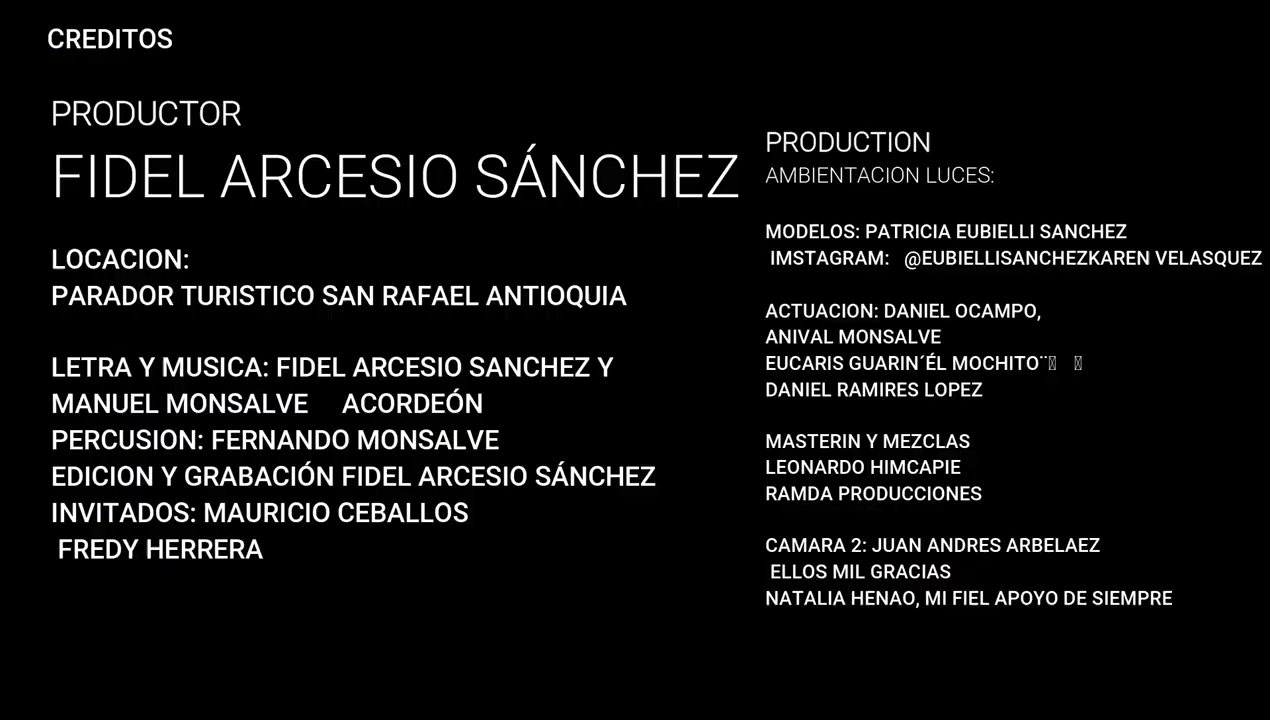 CREDITOS
PRODUCTOR
FIDEL ARCESIO SÁNCHEZ
LOCACION:
PARADOR TURISTICO SAN RAFAEL ANTIOQUIA
LETRA Y MUSICA: FIDEL ARCESIO SANCHEZ Y
MANUEL MONSALVE ACORDEÓN
PERCUSION: FERNANDO MONSALVE
EDICION Y GRABACIÓN FIDEL ARCESIO SÁNCHEZ
INVITADOS: MAURICIO CEBALLOS
FREDY HERRERA
PRODUCTION
AMBIENTACION LUCES:
MODELOS: PATRICIA EUBIELLI SANCHEZ
IMSTAGRAM: @EUBIELLISANCHEZKAREN VELASQUEZ
ACTUACION: DANIEL OCAMPO,
ANIVAL MONSALVE
EUCARIS GUARIN´ÉL MOCHITO¨
DANIEL RAMIRES LOPEZ
MASTERIN Y MEZCLAS
LEONARDO HIMCAPIE
RAMDA PRODUCCIONES
CAMARA 2: JUAN ANDRES ARBELAEZ
ELLOS MIL GRACIAS
NATALIA HENAO, MI FIEL APOYO DE SIEMPRE